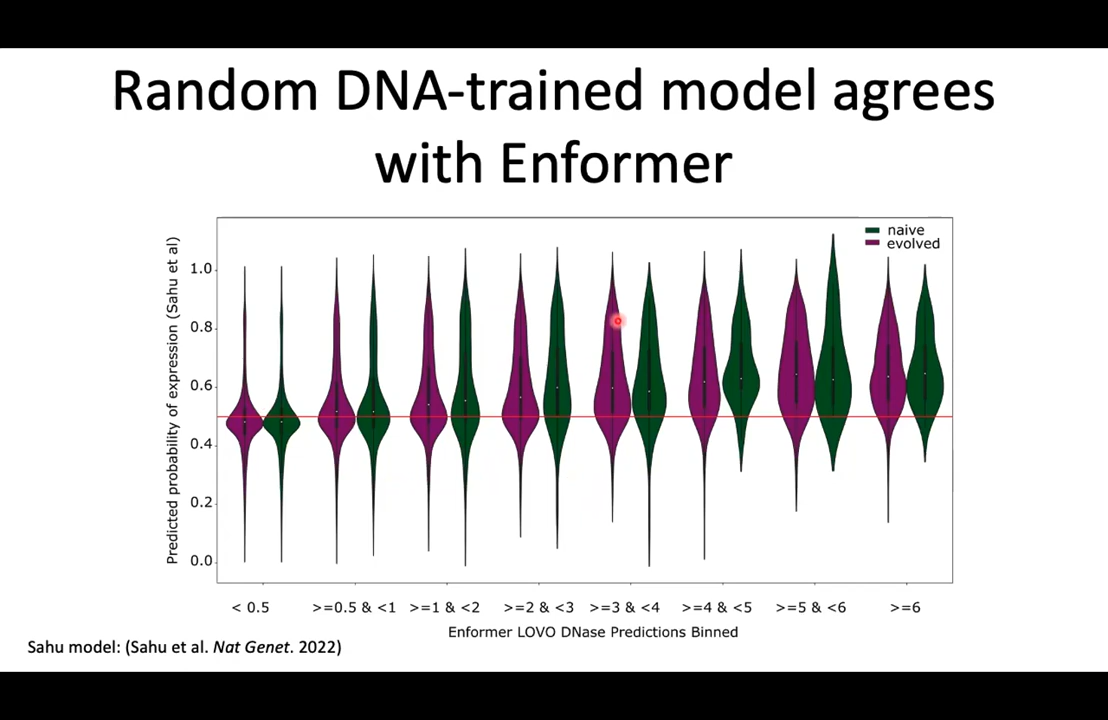 Random DNA-trained model agrees
with Enformer
Predicted probability of expression (Sahu et al)
1.0
0.8
0.6
0.4
0.2
0.0
naive
evolved
< 0.5
>=0.5 & <1
>=1 & <2
>=2 & <3
>=3 & <4
>=4 & <5
>=5 & <6
>=6
Enformer LOVO DNase Predictions Binned
Sahu model: (Sahu et al. Nat Genet. 2022)